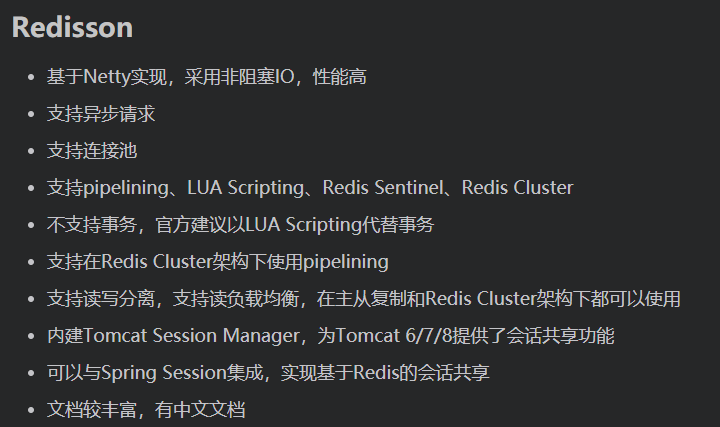 Redisson
基于Netty实现，采用非阻塞IO，性能高
支持异步请求
支持连接池
支持pipelining、LUA Scripting、Redis Sentinel、Redis Cluster
不支持事务，官方建议以LUA Scripting代替事务
支持在Redis Cluster架构下使用pipelining
支持读写分离，支持读负载均衡，在主从复制和Redis Cluster架构下都可以使用
内建Tomcat Session Manager，为Tomcat 6/7/8提供了会话共享功能
可以与Spring Session集成，实现基于Redis的会话共享
文档较丰富，有中文文档